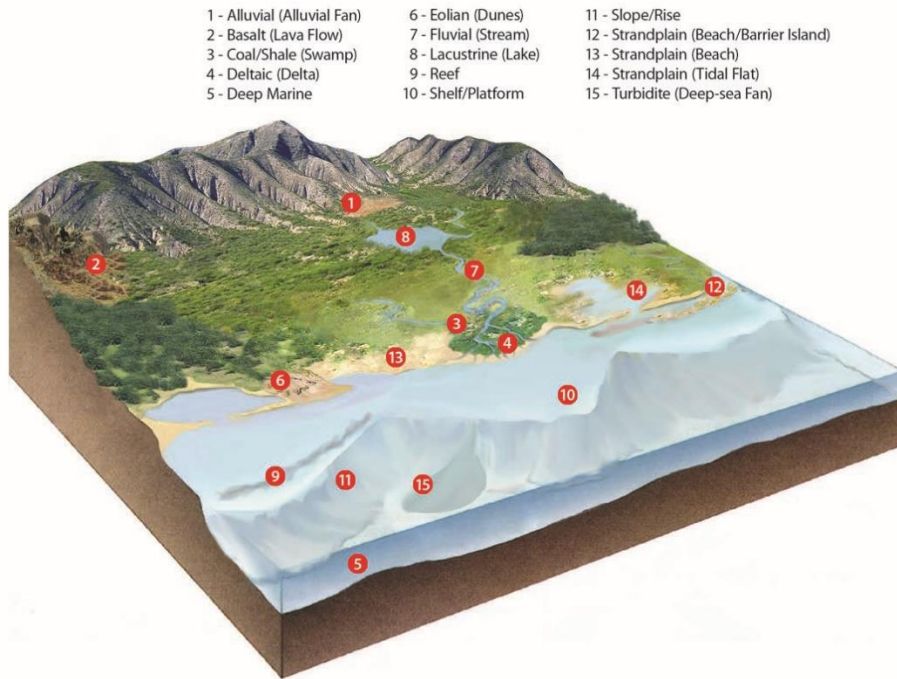 1 - Alluvial (Alluvial Fan)
2 - Basalt (Lava Flow)
3 - Coal/Shale (Swamp)
4 - Deltaic (Delta)
5 - Deep Marine
6 - Eolian (Dunes)
7 - Fluvial (Stream)
8 - Lacustrine (Lake)
9 - Reef
10 - Shelf/Platform
11 - Slope/Rise
12 - Strandplain (Beach/Barrier Island)
13 - Strandplain (Beach)
14 - Strandplain (Tidal Flat)
15 - Turbidite (Deep-sea Fan)
1
8
2
7
14
12
3
4
13
6
10
9
11
15
5